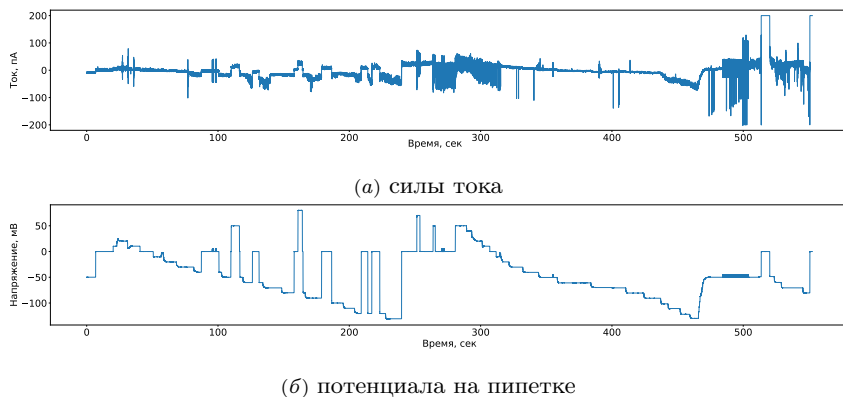 200
100
0
−100
−200
Ток, пА
0 100 200 300 400 500
Время, сек
(а) силы тока
50
0
−50
−100
Напряжение, мВ
0 100 200 300 400 500
Время, сек
(б) потенциала на пипетке